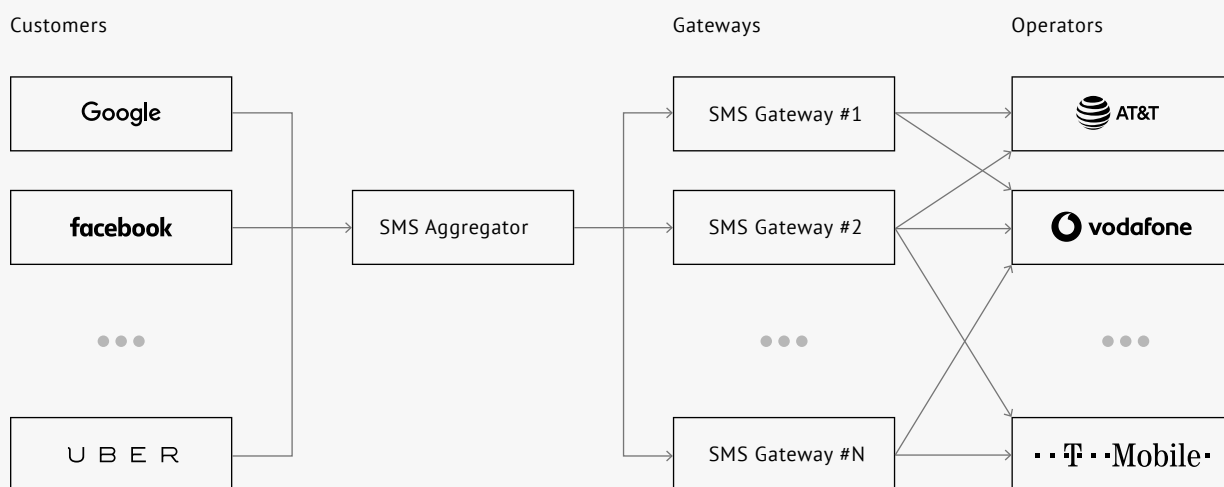 Customers
Gateways
Operators
Google
SMS Gateway #1
AT&T
facebook
SMS Aggregator
SMS Gateway #2
vodafone
UBER
SMS Gateway #N
T Mobile